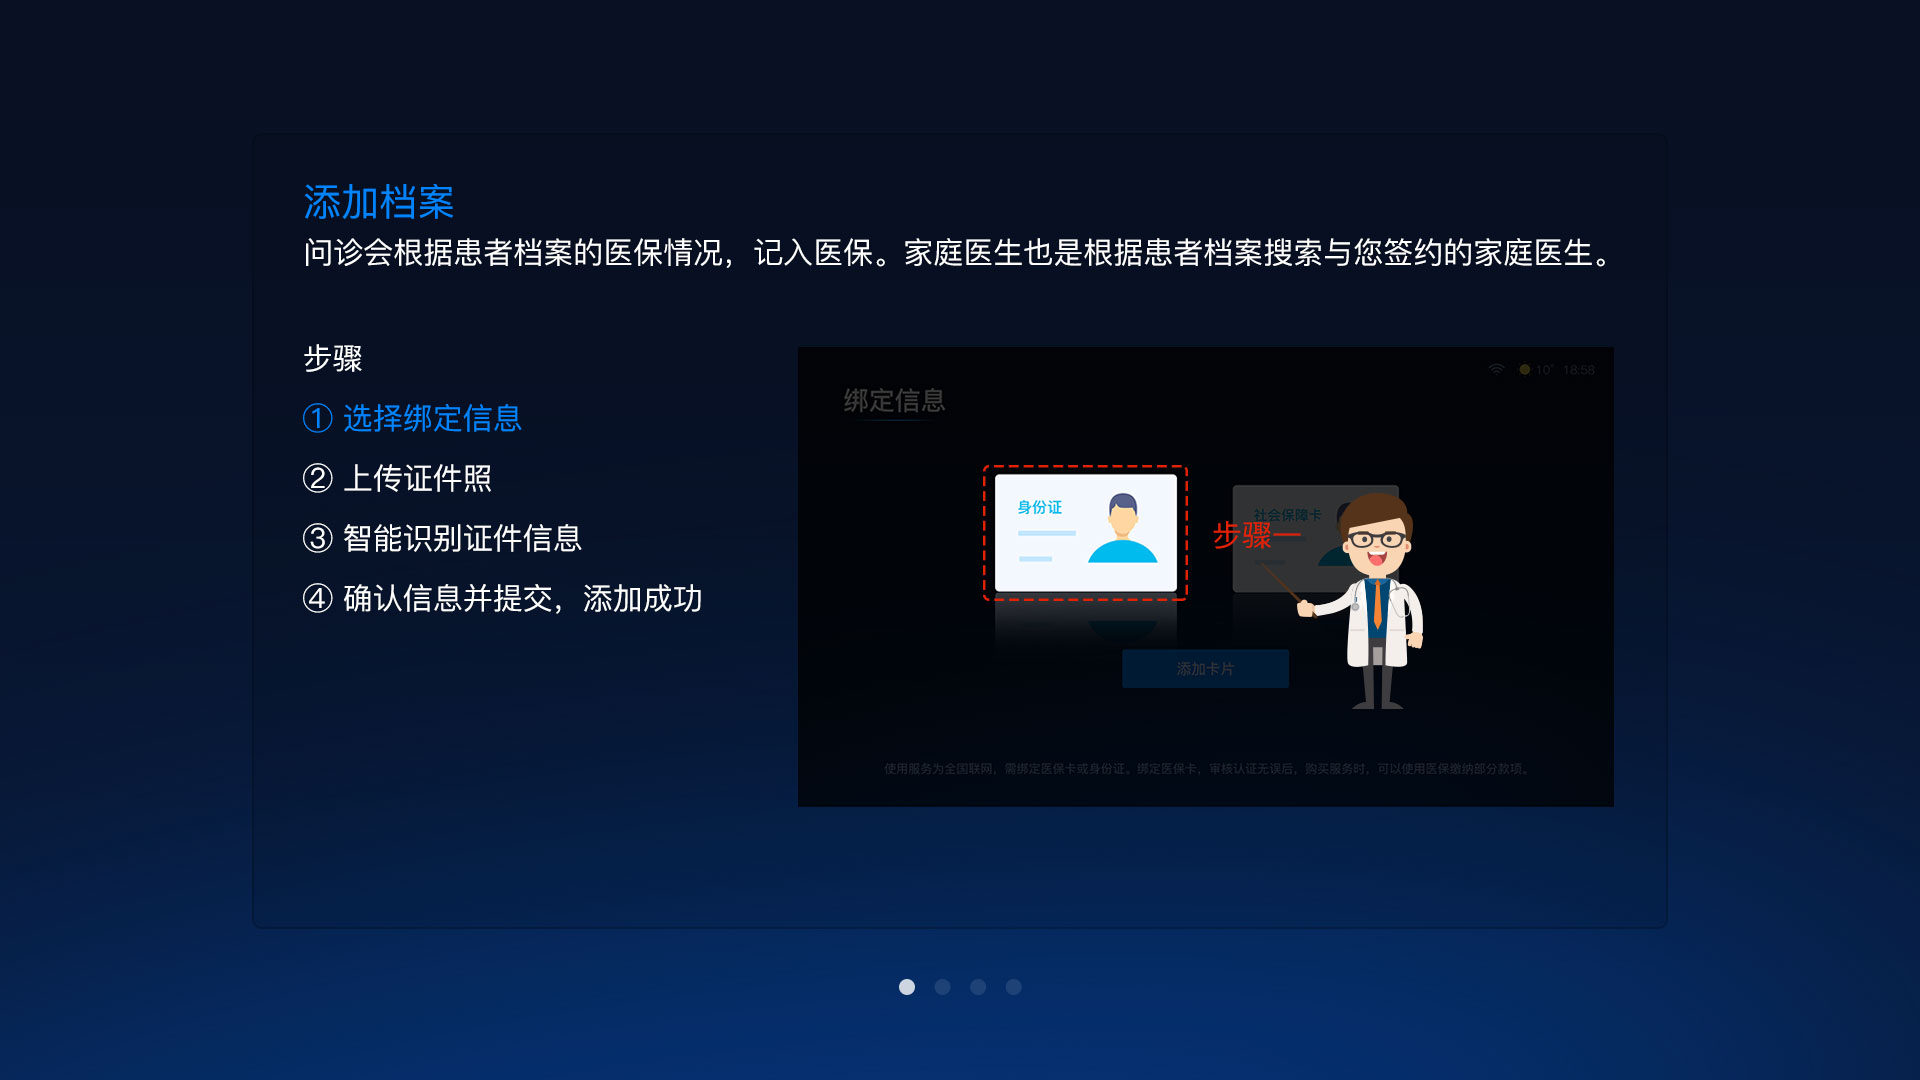 添加档案
问诊会根据患者档案的医保情况，记入医保。家庭医生也是根据患者档案搜索与您签约的家庭医生。
步骤
① 选择绑定信息
② 上传证件照
③ 智能识别证件信息
④ 确认信息并提交，添加成功
10° 18:58
绑定信息
身份证
社会保障卡
步骤一
添加卡片
使用服务为全国联网，需绑定医保卡或身份证。绑定医保卡，审核认证无误后，购买服务时，可以使用医保缴纳部分款项。